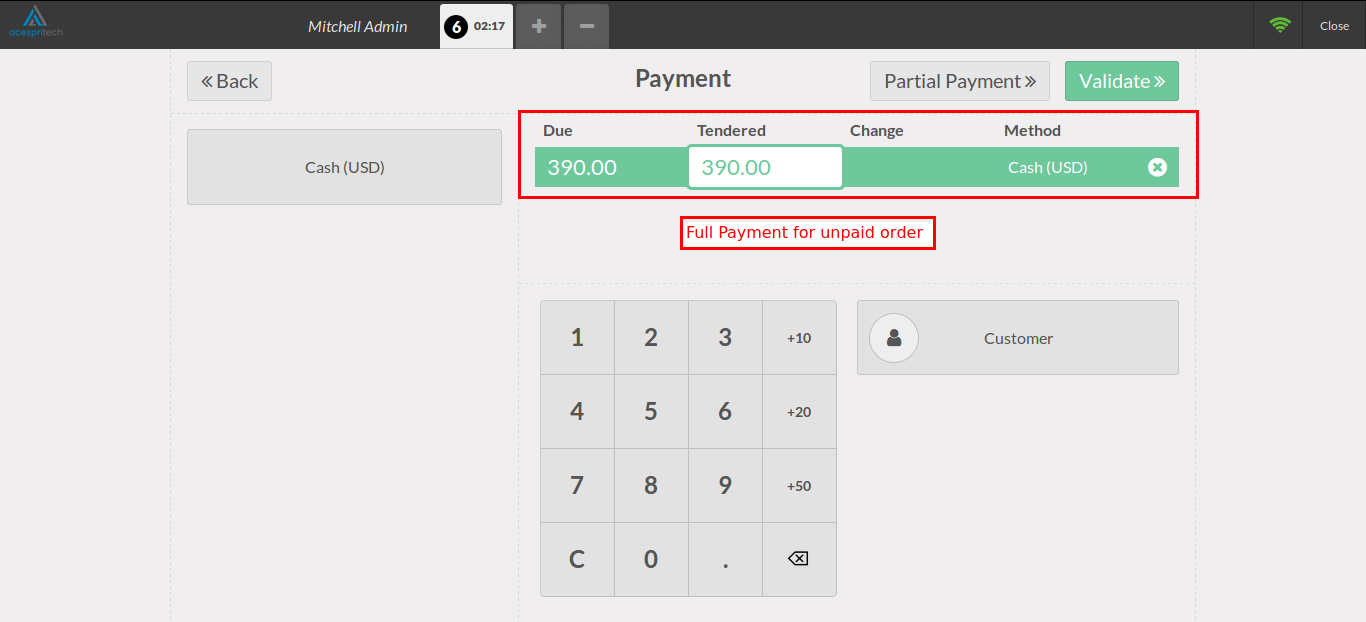 acespritech
Mitchell Admin
6 02:17
+
−
Close
« Back
Payment
Partial Payment »
Validate »
Cash (USD)
Due Tendered Change Method
390.00 390.00 Cash (USD)
Full Payment for unpaid order
1 2 3 +10
Customer
4 5 6 +20
7 8 9 +50
C 0 .